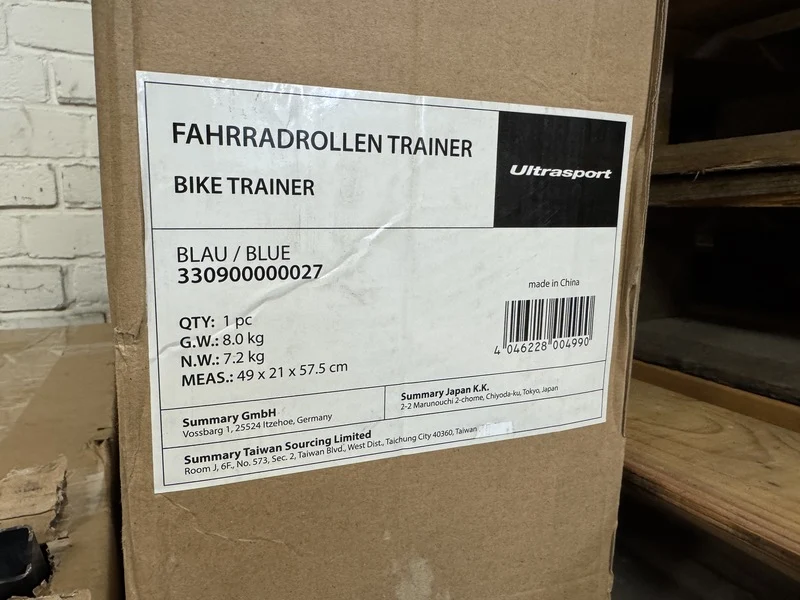 FAHRRADROLLEN TRAINER
BIKE TRAINER
Ultrasport
BLAU / BLUE
330900000027
QTY: 1 pc
G.W.: 8.0 kg
N.W.: 7.2 kg
MEAS.: 49 x 21 x 57.5 cm
made in China
4 046228 004990
Summary GmbH
Vossbarg 1, 25524 Itzehoe, Germany
Summary Japan K.K.
2-2 Marunouchi 2-chome, Chiyoda-ku, Tokyo, Japan
Summary Taiwan Sourcing Limited
Room J, 6F., No. 573, Sec. 2, Taiwan Blvd., West Dist., Taichung City 40360, Taiwan